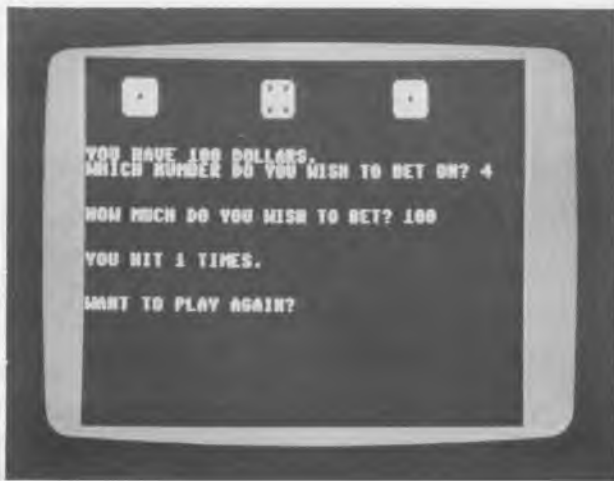 YOU HAVE 100 DOLLARS.
WHICH NUMBER DO YOU WISH TO BET ON? 4
HOW MUCH DO YOU WISH TO BET? 100
YOU HIT 1 TIMES.
WANT TO PLAY AGAIN?